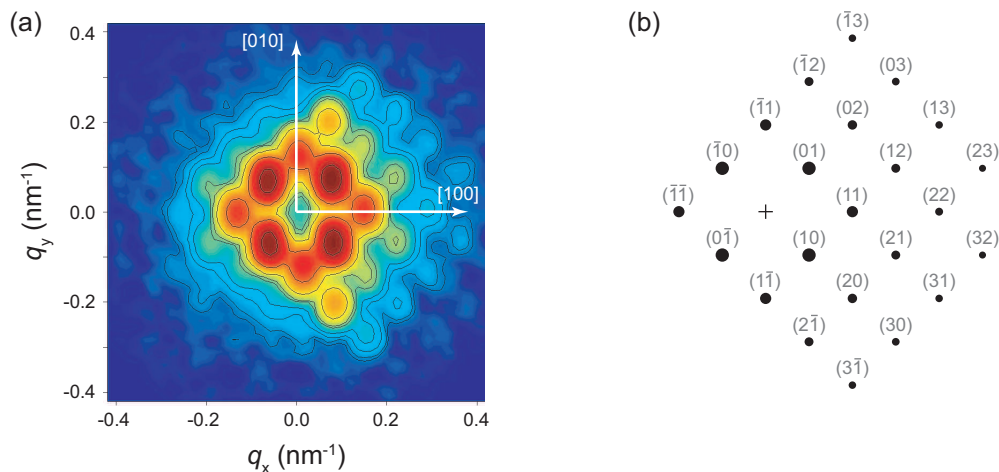 (a)
0.4
0.2
0.0
-0.2
-0.4
-0.4
-0.2
0.0
0.2
0.4
qy (nm⁻¹)
qx (nm⁻¹)
[010]
[100]
(b)
(1̅3)
(1̅2) (03)
(1̅1) (02) (13)
(1̅0) (01) (12) (23)
(1̅1̅) (11) (22)
(01̅) (10) (21) (32)
(11̅) (20) (31)
(21̅) (30)
(31̅)